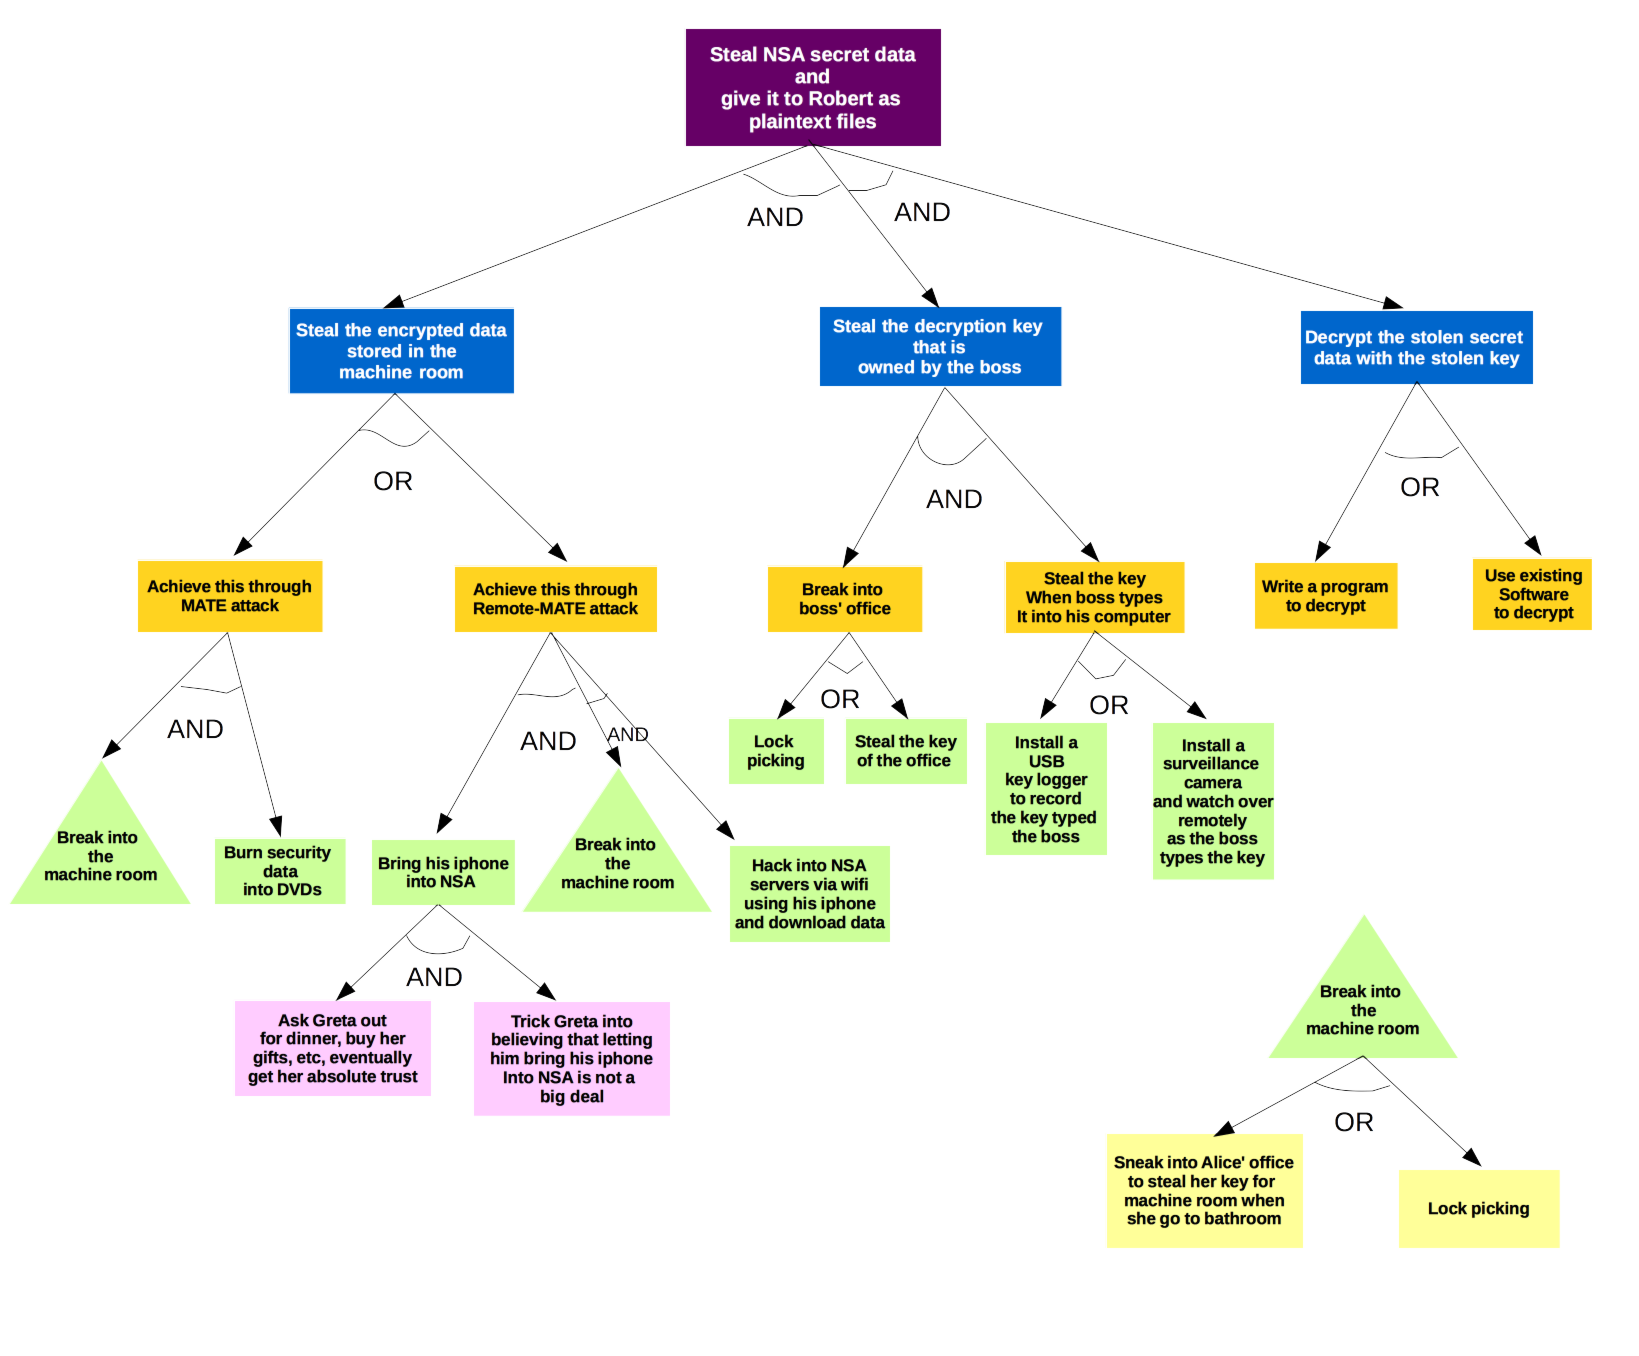 Steal NSA secret data
and
give it to Robert as
plaintext files
AND
AND
Steal the encrypted data
stored in the
machine room
Steal the decryption key
that is
owned by the boss
Decrypt the stolen secret
data with the stolen key
OR
AND
OR
Achieve this through
MATE attack
Achieve this through
Remote-MATE attack
Break into
boss' office
Steal the key
When boss types
It into his computer
Write a program
to decrypt
Use existing
Software
to decrypt
AND
AND
AND
OR
OR
Break into
the
machine room
Burn security
data
into DVDs
Bring his iphone
into NSA
Break into
the
machine room
Hack into NSA
servers via wifi
using his iphone
and download data
Lock
picking
Steal the key
of the office
Install a
USB
key logger
to record
the key typed
the boss
Install a
surveillance
camera
and watch over
remotely
as the boss
types the key
AND
Ask Greta out
for dinner, buy her
gifts, etc, eventually
get her absolute trust
Trick Greta into
believing that letting
him bring his iphone
Into NSA is not a
big deal
Break into
the
machine room
OR
Sneak into Alice' office
to steal her key for
machine room when
she go to bathroom
Lock picking